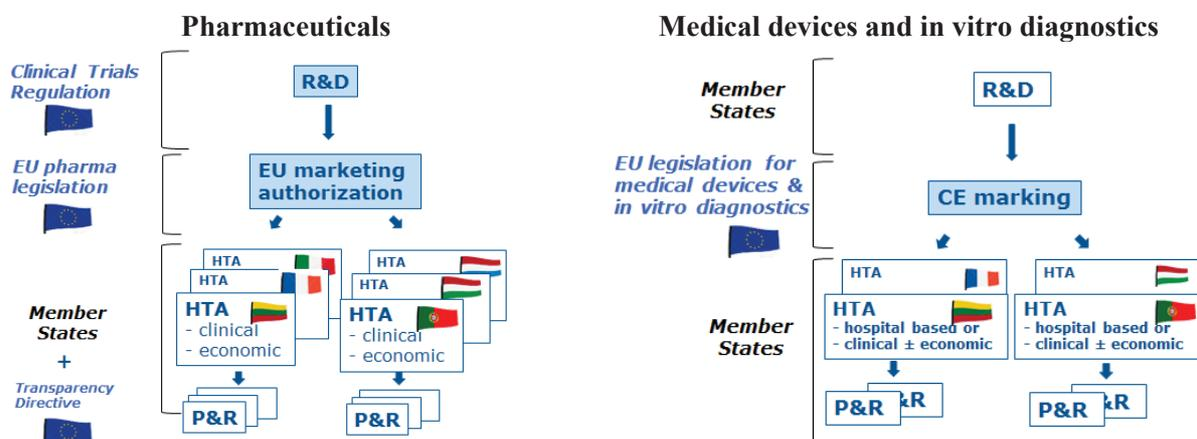 Pharmaceuticals
Clinical Trials
Regulation
R&D
EU pharma
legislation
EU marketing
authorization
HTA
HTA
HTA
- clinical
- economic
HTA
HTA
HTA
- clinical
- economic
Member
States
+
Transparency
Directive
P&R
P&R
Medical devices and in vitro diagnostics
Member
States
R&D
EU legislation for
medical devices &
in vitro diagnostics
CE marking
Member
States
HTA
HTA
- hospital based or
- clinical ± economic
HTA
HTA
- hospital based or
- clinical ± economic
P&R
&R
P&R
&R